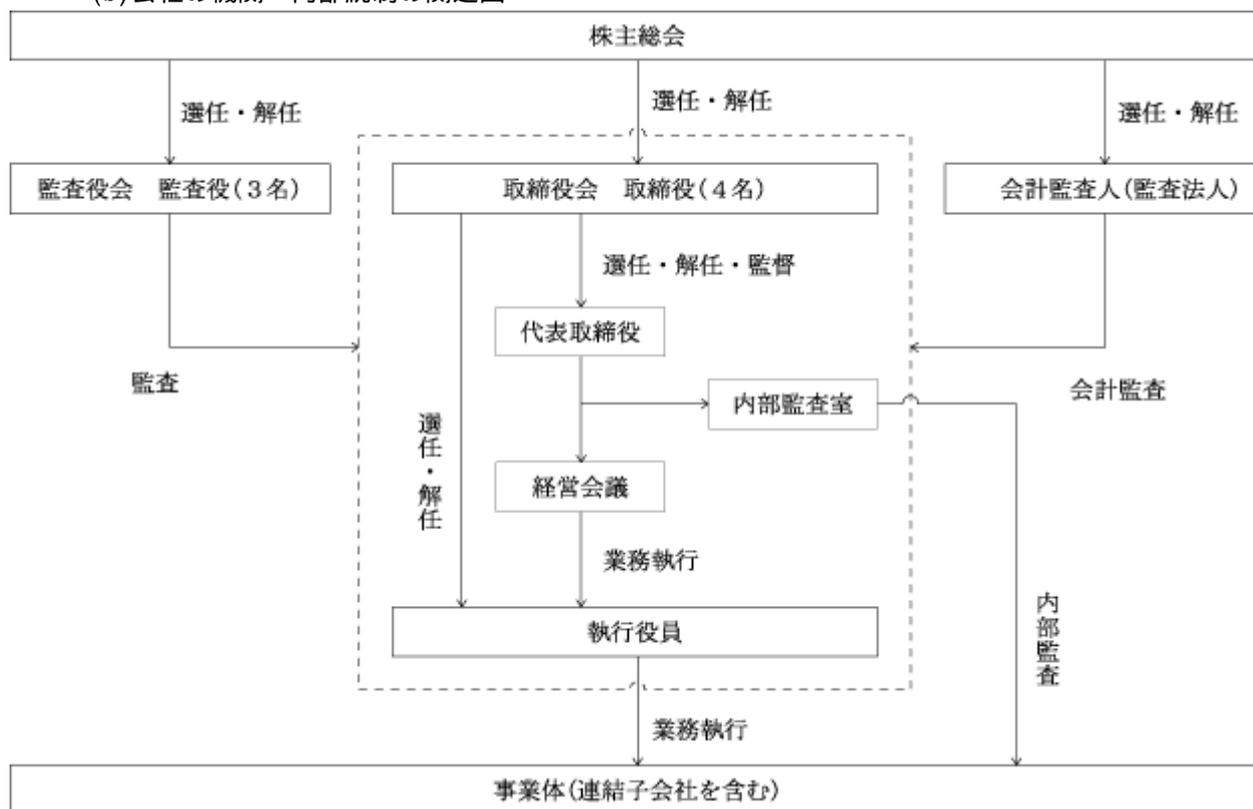 株主総会
選任・解任
選任・解任
選任・解任
監査役会　監査役(３名)
取締役会　取締役(４名)
会計監査人(監査法人)
選任・解任・監督
代表取締役
監査
会計監査
内部監査室
選任・解任
経営会議
業務執行
内部監査
執行役員
業務執行
事業体(連結子会社を含む)